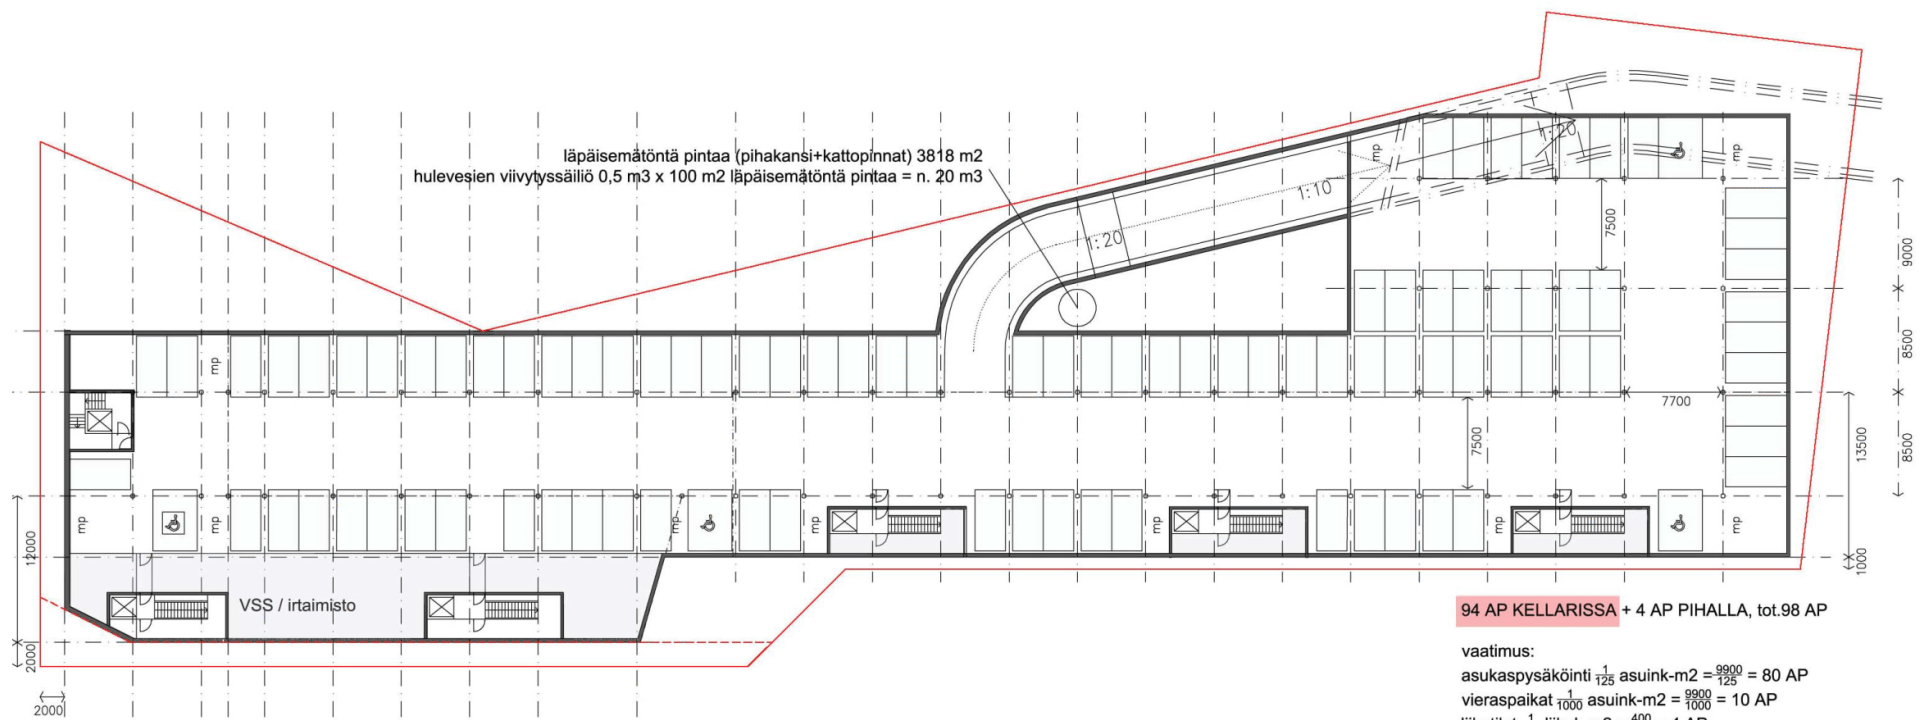 läpäisemätöntä pintaa (pihakansi+kattopinnat) 3818 m2
hulevesien viivytyssäiliö 0,5 m3 x 100 m2 läpäisemätöntä pintaa = n. 20 m3
mp
1:20
mp
1:10
1:20
7500
9000
mp
8500
7700
7500
13500
8500
mp
mp
mp
mp
mp
mp
mp
12000
1000
VSS / irtaimisto
2000
2000
94 AP KELLARISSA + 4 AP PIHALLA, tot.98 AP
vaatimus:
asukaspysäköinti 1/125 asuink-m2 = 9900/125 = 80 AP
vieraspaikat 1/1000 asuink-m2 = 9900/1000 = 10 AP